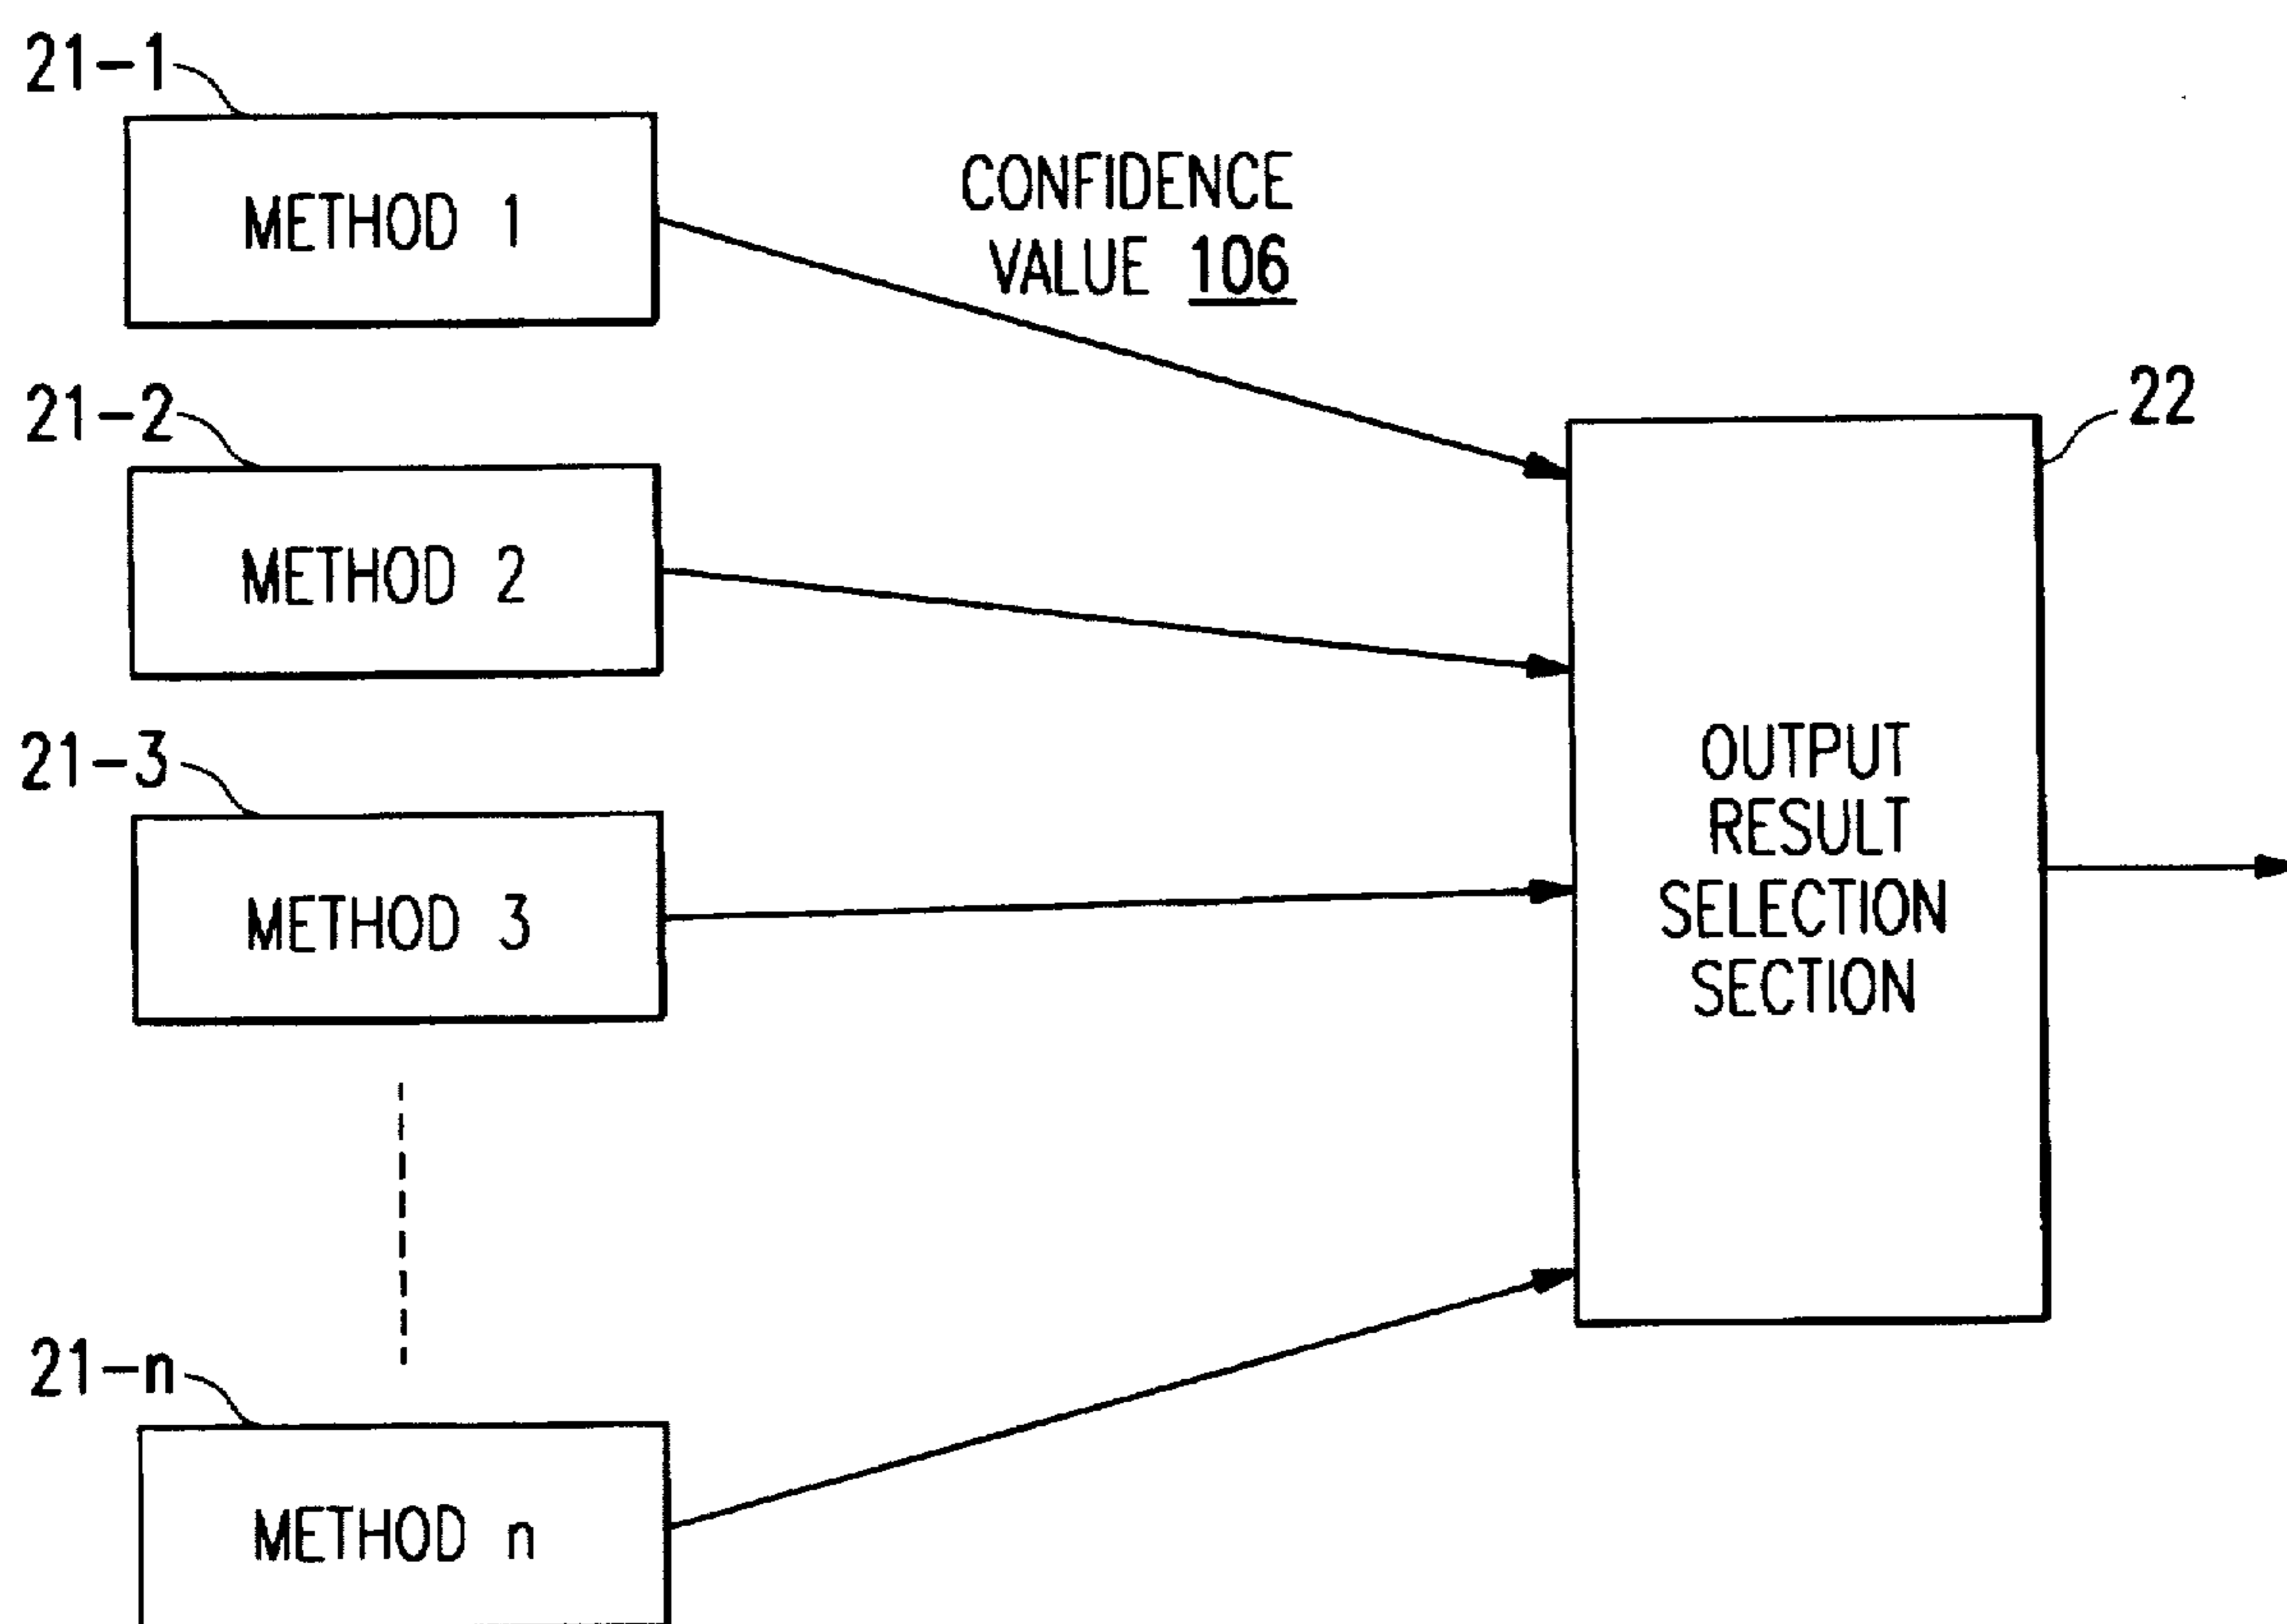 21-1
METHOD 1
CONFIDENCE
VALUE 106
21-2
METHOD 2
22
21-3
METHOD 3
OUTPUT
RESULT
SELECTION
SECTION
21-n
METHOD n